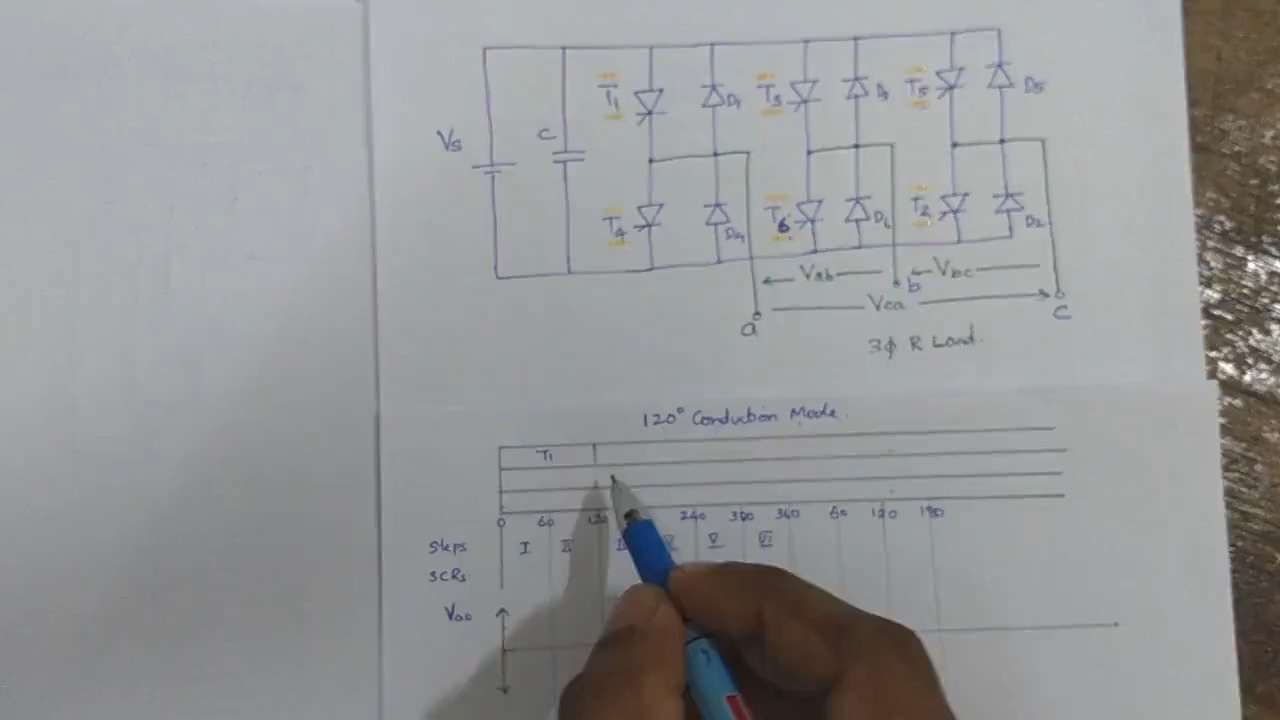 T1 D1 T3 D3 T5 D5
Vs C
T4 D4 T6 D2
T2
Vab Vbc
b
Vca
a C
3ϕ R Load.
120° Conduction Mode.
T1
0 60 120 240 300 360 60 120 180
Steps I II V VI
SCRs
Vao